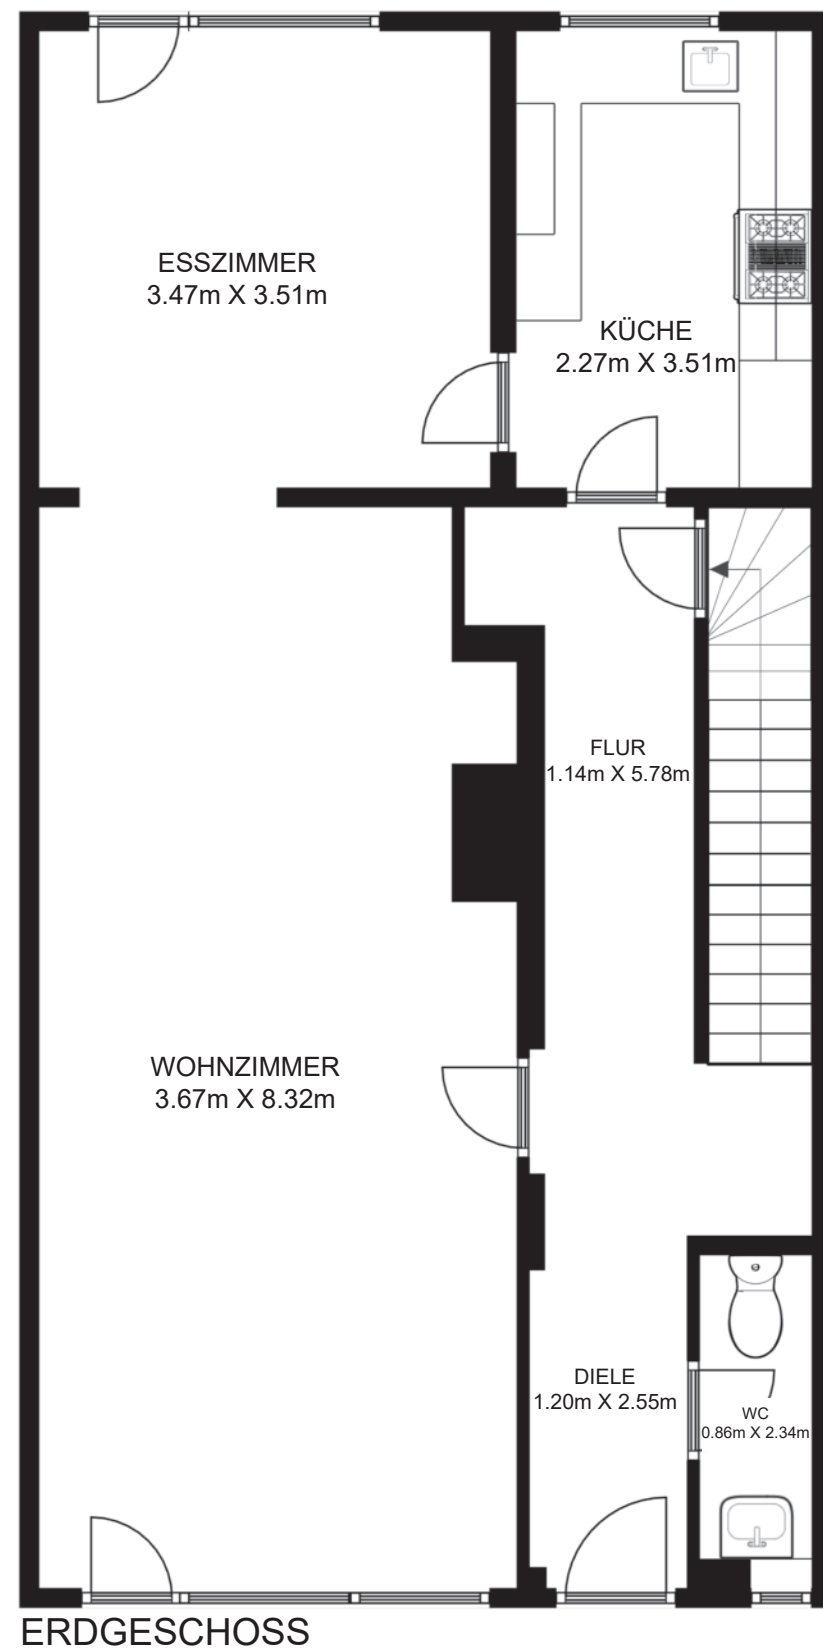 ESSZIMMER
3.47m X 3.51m
KÜCHE
2.27m X 3.51m
FLUR
1.14m X 5.78m
WOHNZIMMER
3.67m X 8.32m
DIELE
1.20m X 2.55m
WC
0.86m X 2.34m
ERDGESCHOSS